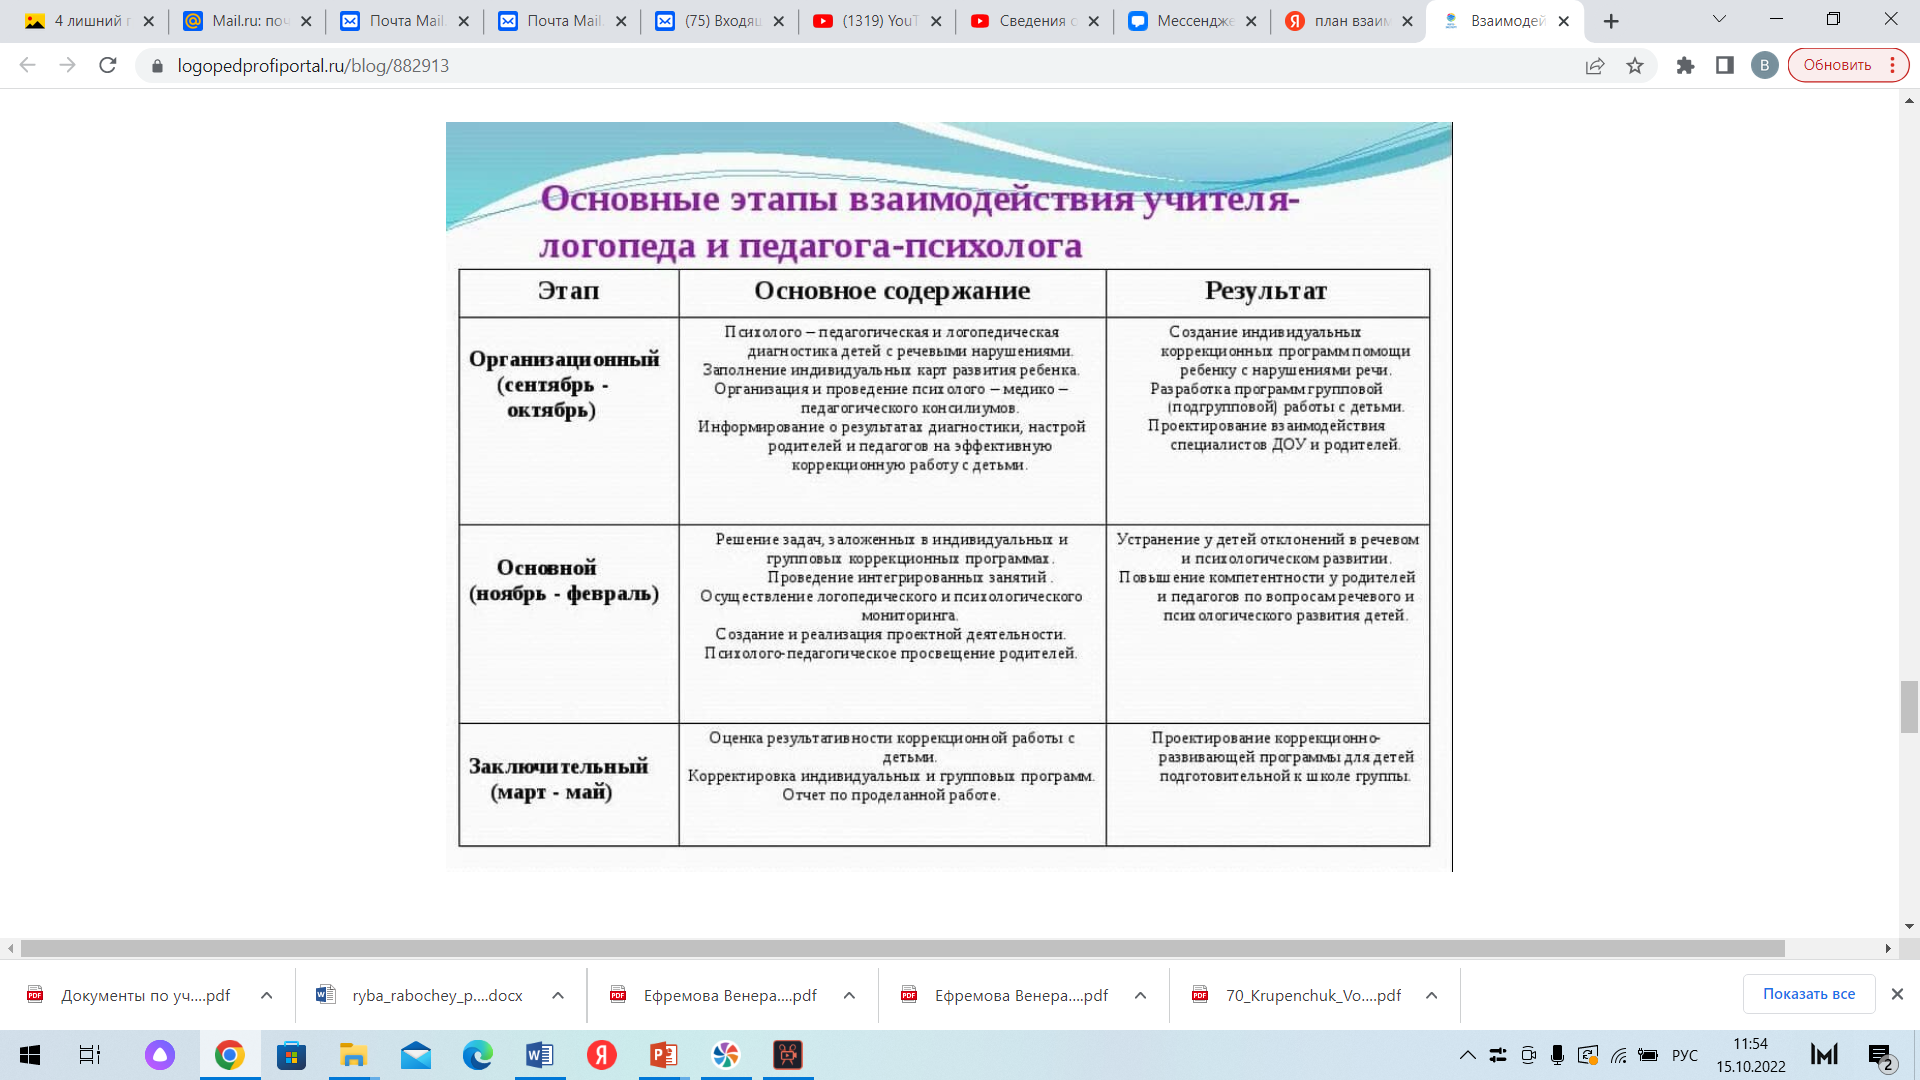 4 лишний
Mail.ru: поч
Почта Mail.
Почта Mail.
(75) Входящ
(1319) YouT
Сведения о
Мессендже
план взаим
Взаимодей
logopedprofiportal.ru/blog/882913
В
Обновить
Основные этапы взаимодействия учителя-
логопеда и педагога-психолога
Этап
Основное содержание
Результат
Организационный
(сентябрь -
октябрь)
Психолого – педагогическая и логопедическая
диагностика детей с речевыми нарушениями.
Заполнение индивидуальных карт развития ребенка.
Организация и проведение психолого – медико –
педагогического консилиумов.
Информирование о результатах диагностики, настрой
родителей и педагогов на эффективную
коррекционную работу с детьми.
Создание индивидуальных
коррекционных программ помощи
ребенку с нарушениями речи.
Разработка программ групповой
(подгрупповой) работы с детьми.
Проектирование взаимодействия
специалистов ДОУ и родителей.
Основной
(ноябрь - февраль)
Решение задач, заложенных в индивидуальных и
групповых коррекционных программах.
Проведение интегрированных занятий .
Осуществление логопедического и психологического
мониторинга.
Создание и реализация проектной деятельности.
Психолого-педагогическое просвещение родителей.
Устранение у детей отклонений в речевом
и психологическом развитии.
Повышение компетентности у родителей
и педагогов по вопросам речевого и
психологического развития детей.
Заключительный
(март - май)
Оценка результативности коррекционной работы с
детьми.
Корректировка индивидуальных и групповых программ.
Отчет по проделанной работе.
Проектирование коррекционно-
развивающей программы для детей
подготовительной к школе группы.
Документы по уч....pdf
ryba_rabochey_p....docx
Ефремова Венера....pdf
Ефремова Венера....pdf
70_Krupenchuk_Vo....pdf
Показать все
РУС
11:54
15.10.2022
2